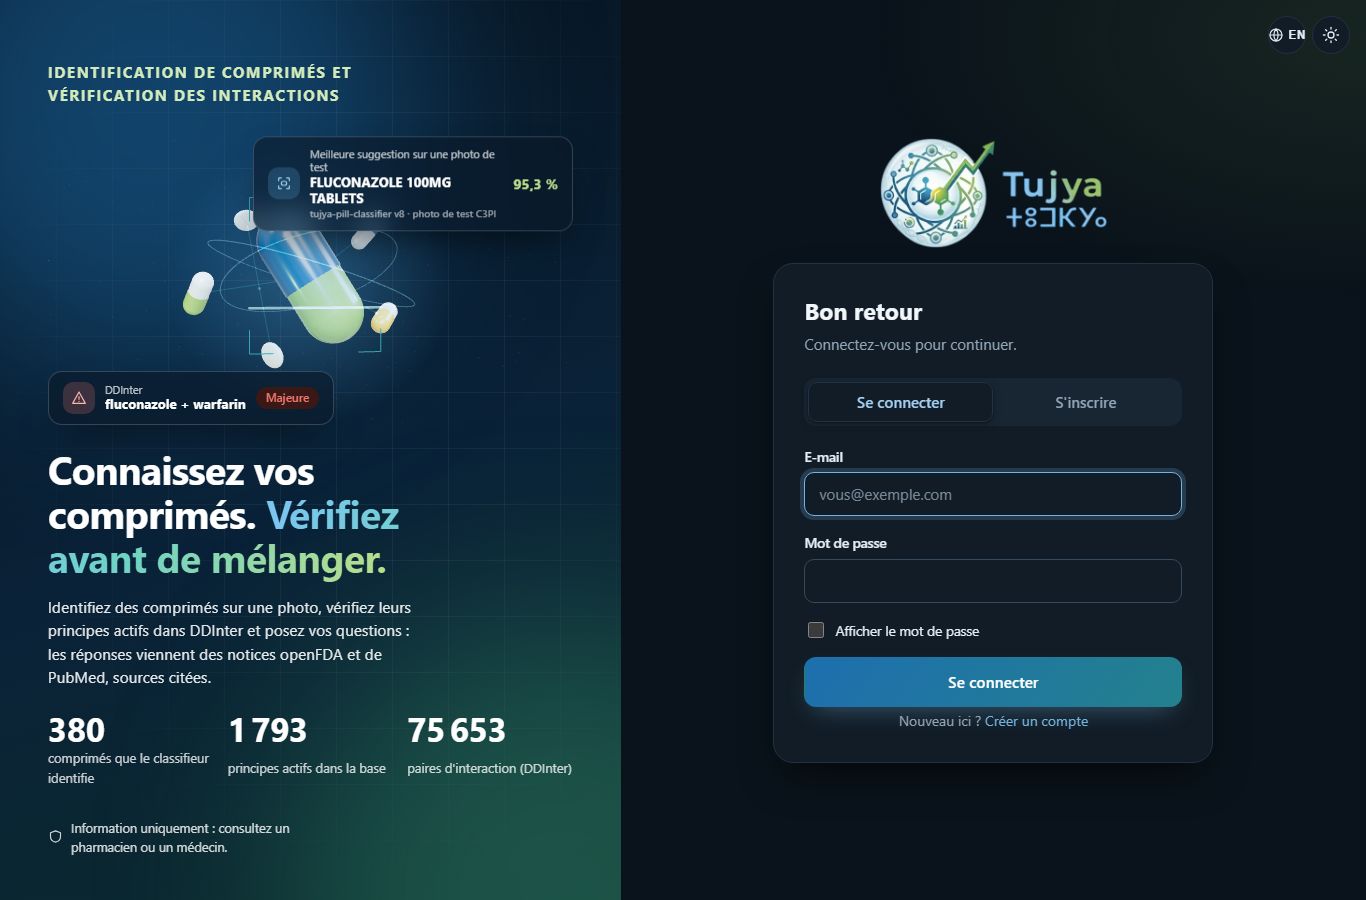 IDENTIFICATION DE COMPRIMÉS ET
VÉRIFICATION DES INTERACTIONS
Meilleure suggestion sur une photo de
test
FLUCONAZOLE 100MG
TABLETS
95,3 %
tujya-pill-classifier v8 · photo de test C3PI
DDInter
fluconazole + warfarin
Majeure
Connaissez vos
comprimés. Vérifiez
avant de mélanger.
Identifiez des comprimés sur une photo, vérifiez leurs
principes actifs dans DDInter et posez vos questions :
les réponses viennent des notices openFDA et de
PubMed, sources citées.
380
comprimés que le classifieur
identifie
1 793
principes actifs dans la base
75 653
paires d'interaction (DDInter)
Information uniquement : consultez un
pharmacien ou un médecin.
EN
Tujya
ⵜⵓⵊⴽⵖⴰ
Bon retour
Connectez-vous pour continuer.
Se connecter
S'inscrire
E-mail
vous@exemple.com
Mot de passe
Afficher le mot de passe
Se connecter
Nouveau ici ? Créer un compte